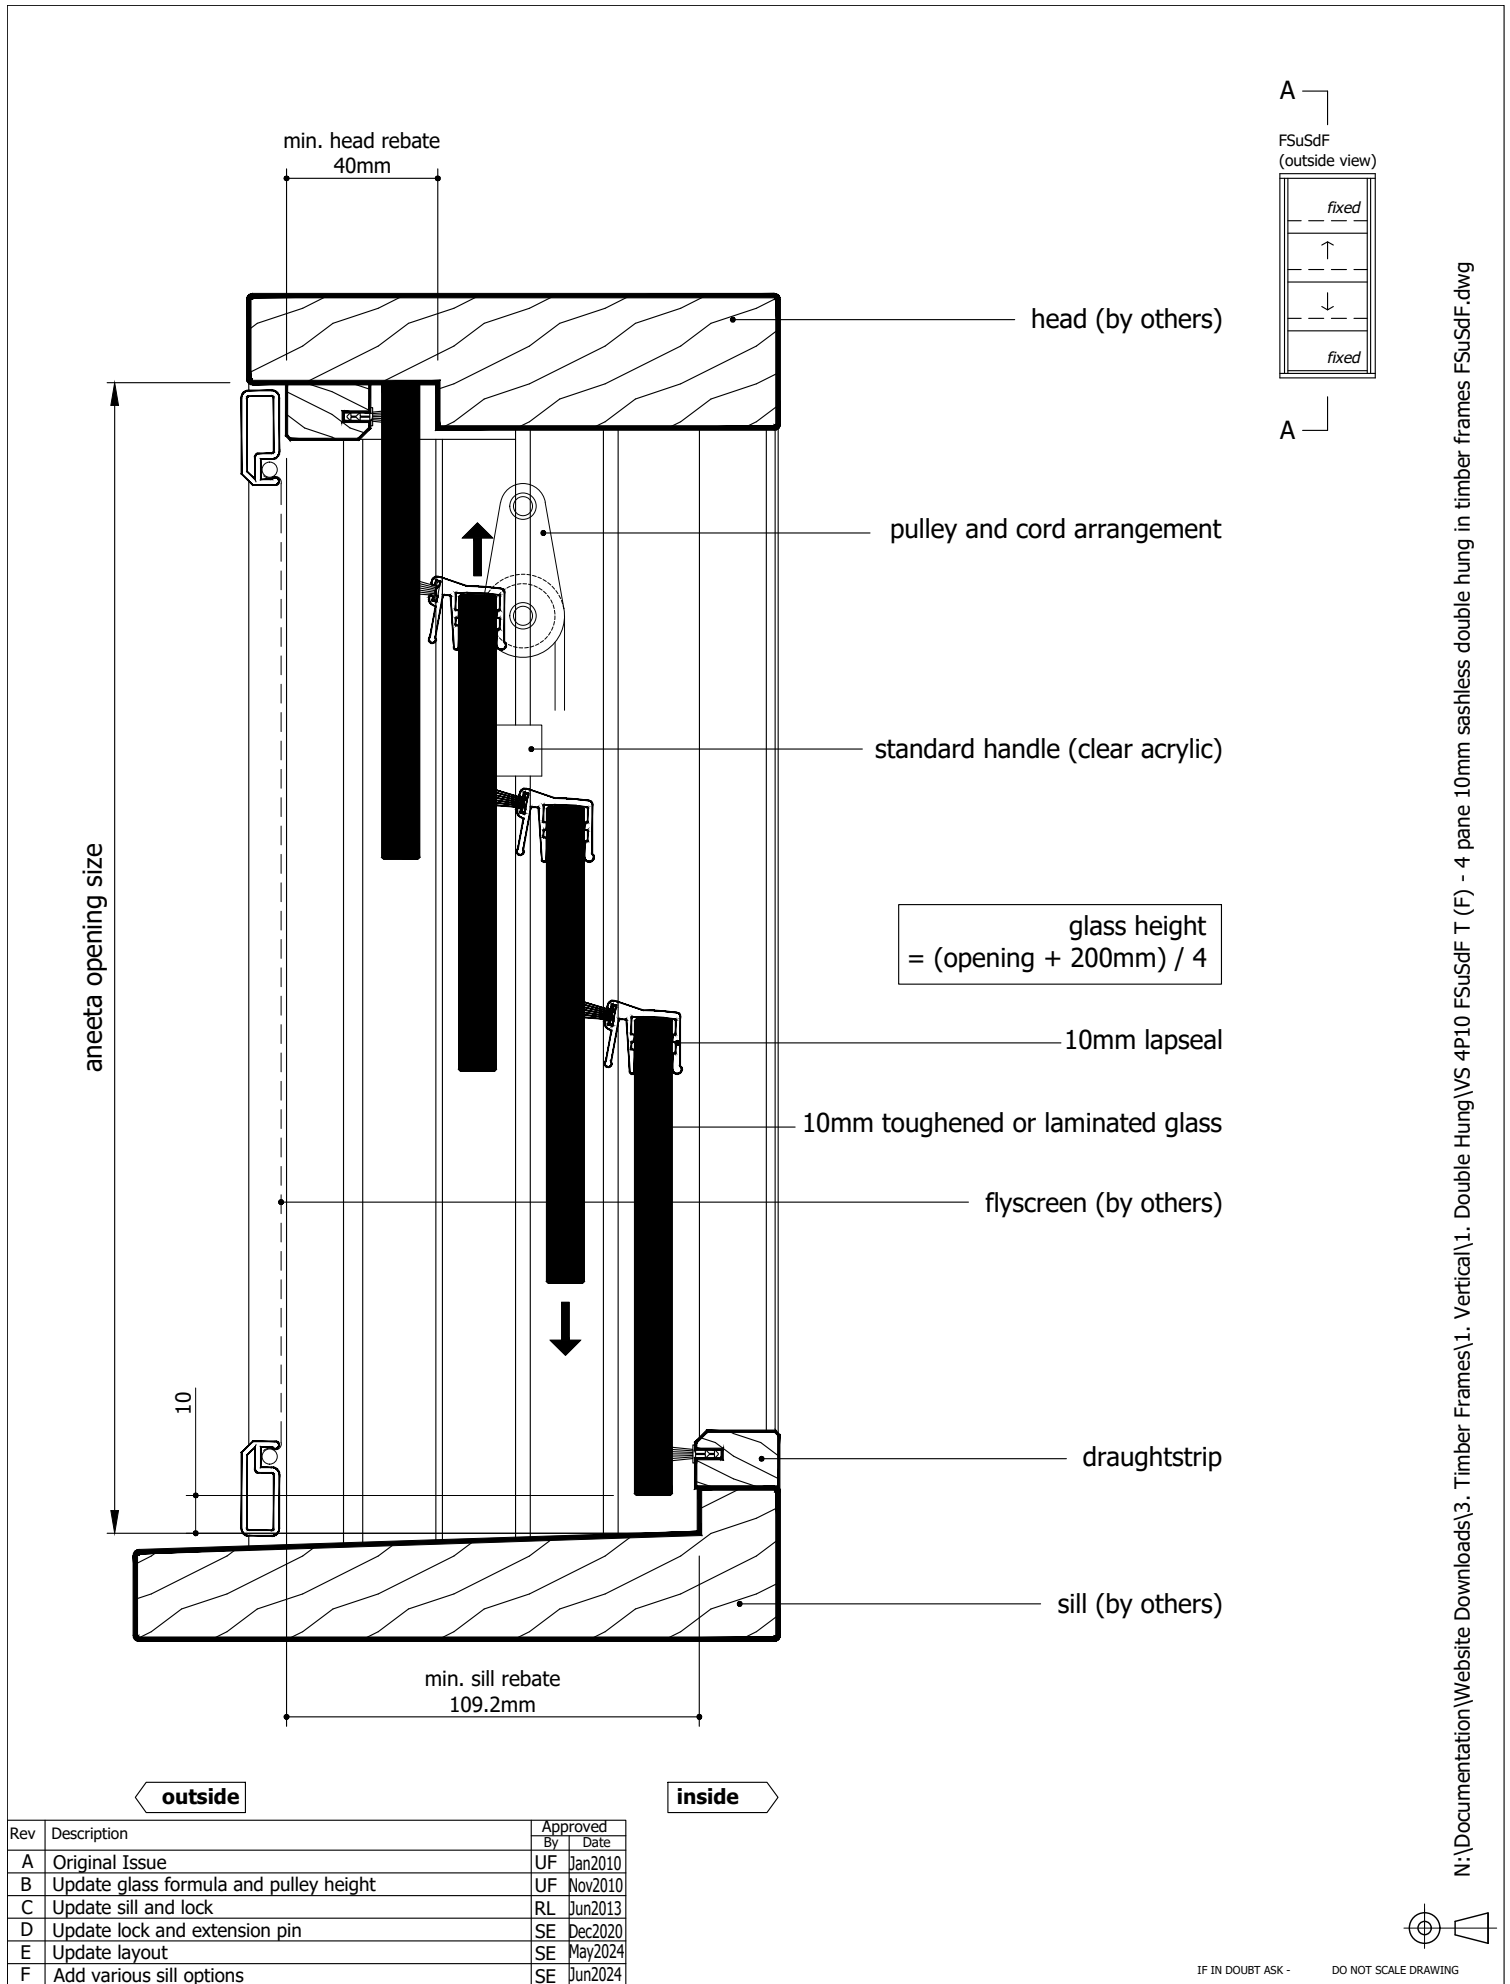 A
FSuSdF
(outside view)
fixed
fixed
A
min. head rebate
40mm
head (by others)
pulley and cord arrangement
standard handle (clear acrylic)
aneeta opening size
glass height
= (opening + 200mm) / 4
10mm lapseal
10mm toughened or laminated glass
flyscreen (by others)
10
draughtstrip
sill (by others)
min. sill rebate
109.2mm
outside
inside
Rev Description Approved
By Date
A Original Issue UF Jan2010
B Update glass formula and pulley height UF Nov2010
C Update sill and lock RL Jun2013
D Update lock and extension pin SE Dec2020
E Update layout SE May2024
F Add various sill options SE Jun2024
N:\Documentation\Website Downloads\3. Timber Frames\1. Vertical\1. Double Hung\VS 4P10 FSuSdF T (F) - 4 pane 10mm sashless double hung in timber frames FSuSdF.dwg
IF IN DOUBT ASK - DO NOT SCALE DRAWING